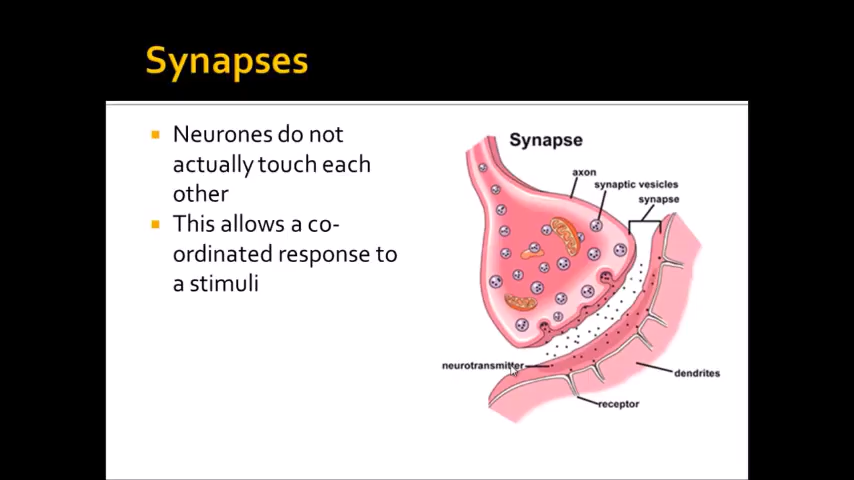 Synapses
Neurones do not
actually touch each
other
This allows a co-
ordinated response to
a stimuli
Synapse
axon
synaptic vesicles
synapse
neurotransmitter
dendrites
receptor